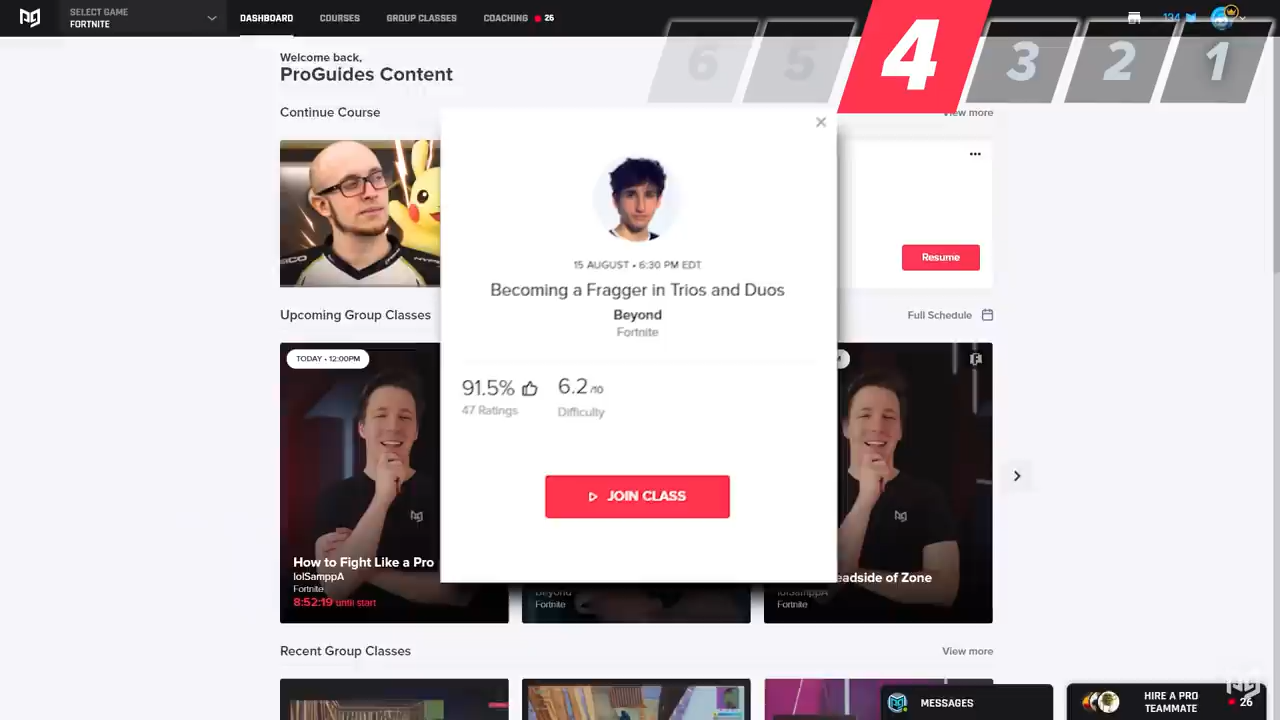 SELECT GAME
FORTNITE
DASHBOARD
COURSES
GROUP CLASSES
COACHING
26
134
6
5
4
3
2
1
Welcome back,
ProGuides Content
Continue Course
View more
Resume
15 AUGUST • 6:30 PM EDT
Becoming a Fragger in Trios and Duos
Beyond
Fortnite
91.5%
47 Ratings
6.2/10
Difficulty
JOIN CLASS
Upcoming Group Classes
Full Schedule
TODAY • 12:00PM
M
How to Fight Like a Pro
lolSamppA
Fortnite
8:52:19 until start
Beyond
Fortnite
eadside of Zone
lolSamppA
Fortnite
Recent Group Classes
View more
MESSAGES
HIRE A PRO
TEAMMATE
26